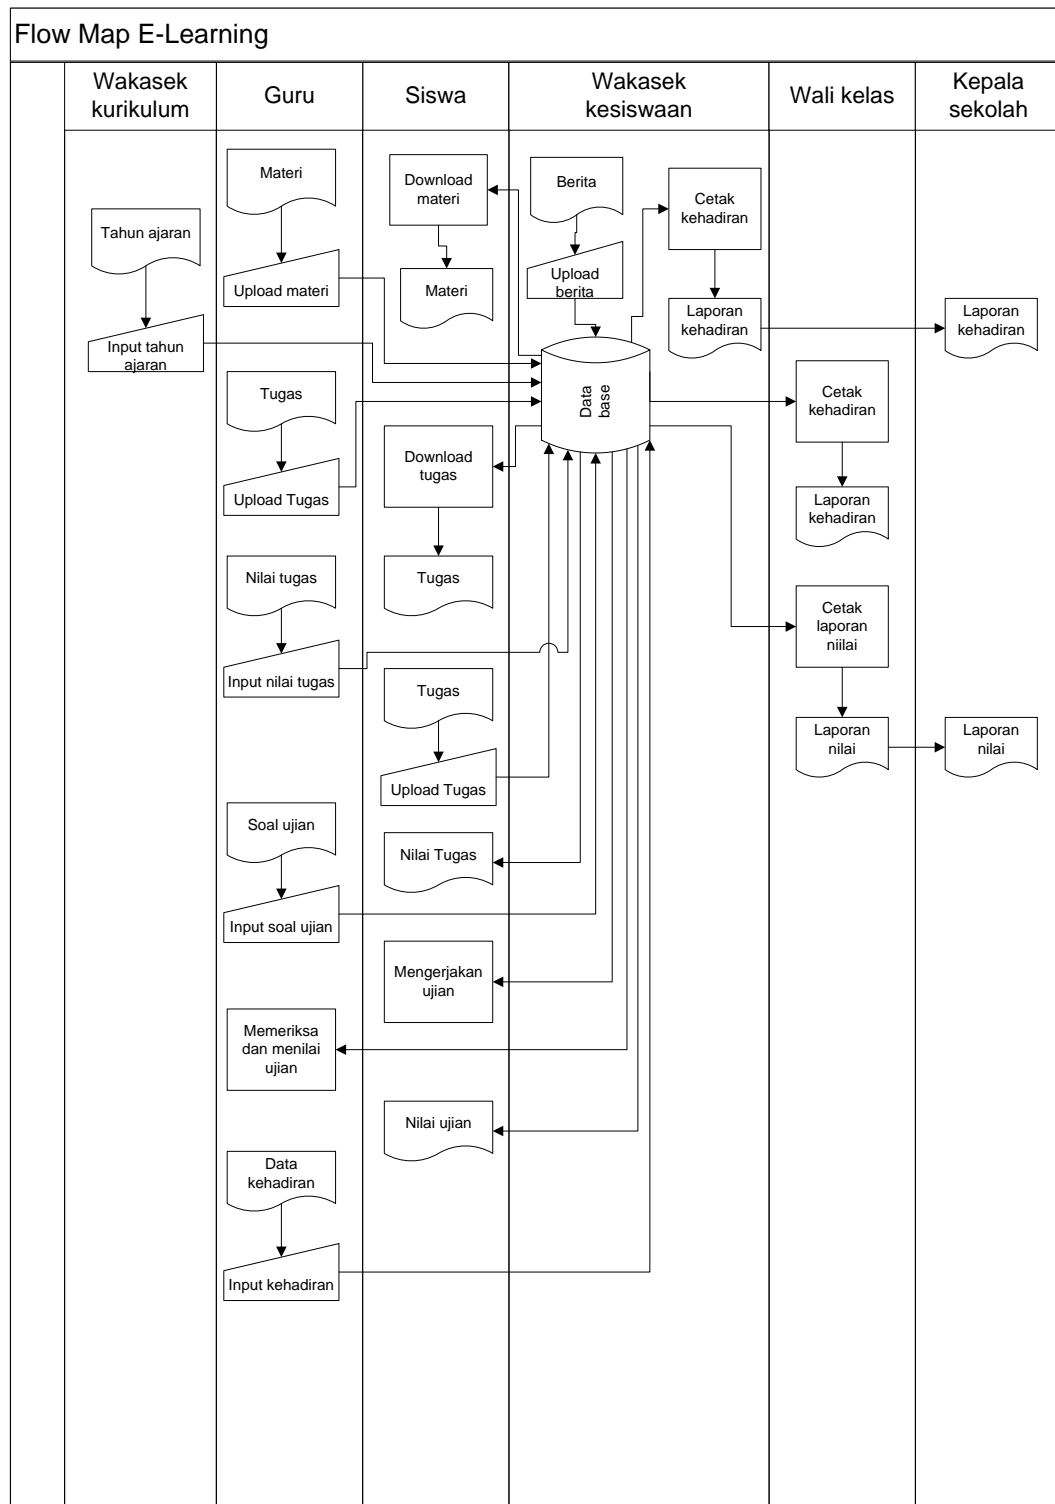 Flow Map E-Learning
Wakasek
kurikulum
Guru
Siswa
Wakasek
kesiswaan
Wali kelas
Kepala
sekolah
Tahun ajaran
Input tahun
ajaran
Materi
Upload materi
Tugas
Upload Tugas
Nilai tugas
Input nilai tugas
Soal ujian
Input soal ujian
Memeriksa
dan menilai
ujian
Data
kehadiran
Input kehadiran
Download
materi
Materi
Download
tugas
Tugas
Tugas
Upload Tugas
Nilai Tugas
Mengerjakan
ujian
Nilai ujian
Berita
Upload
berita
Data
base
Cetak
kehadiran
Laporan
kehadiran
Cetak
kehadiran
Laporan
kehadiran
Cetak
laporan
niilai
Laporan
nilai
Laporan
kehadiran
Laporan
nilai